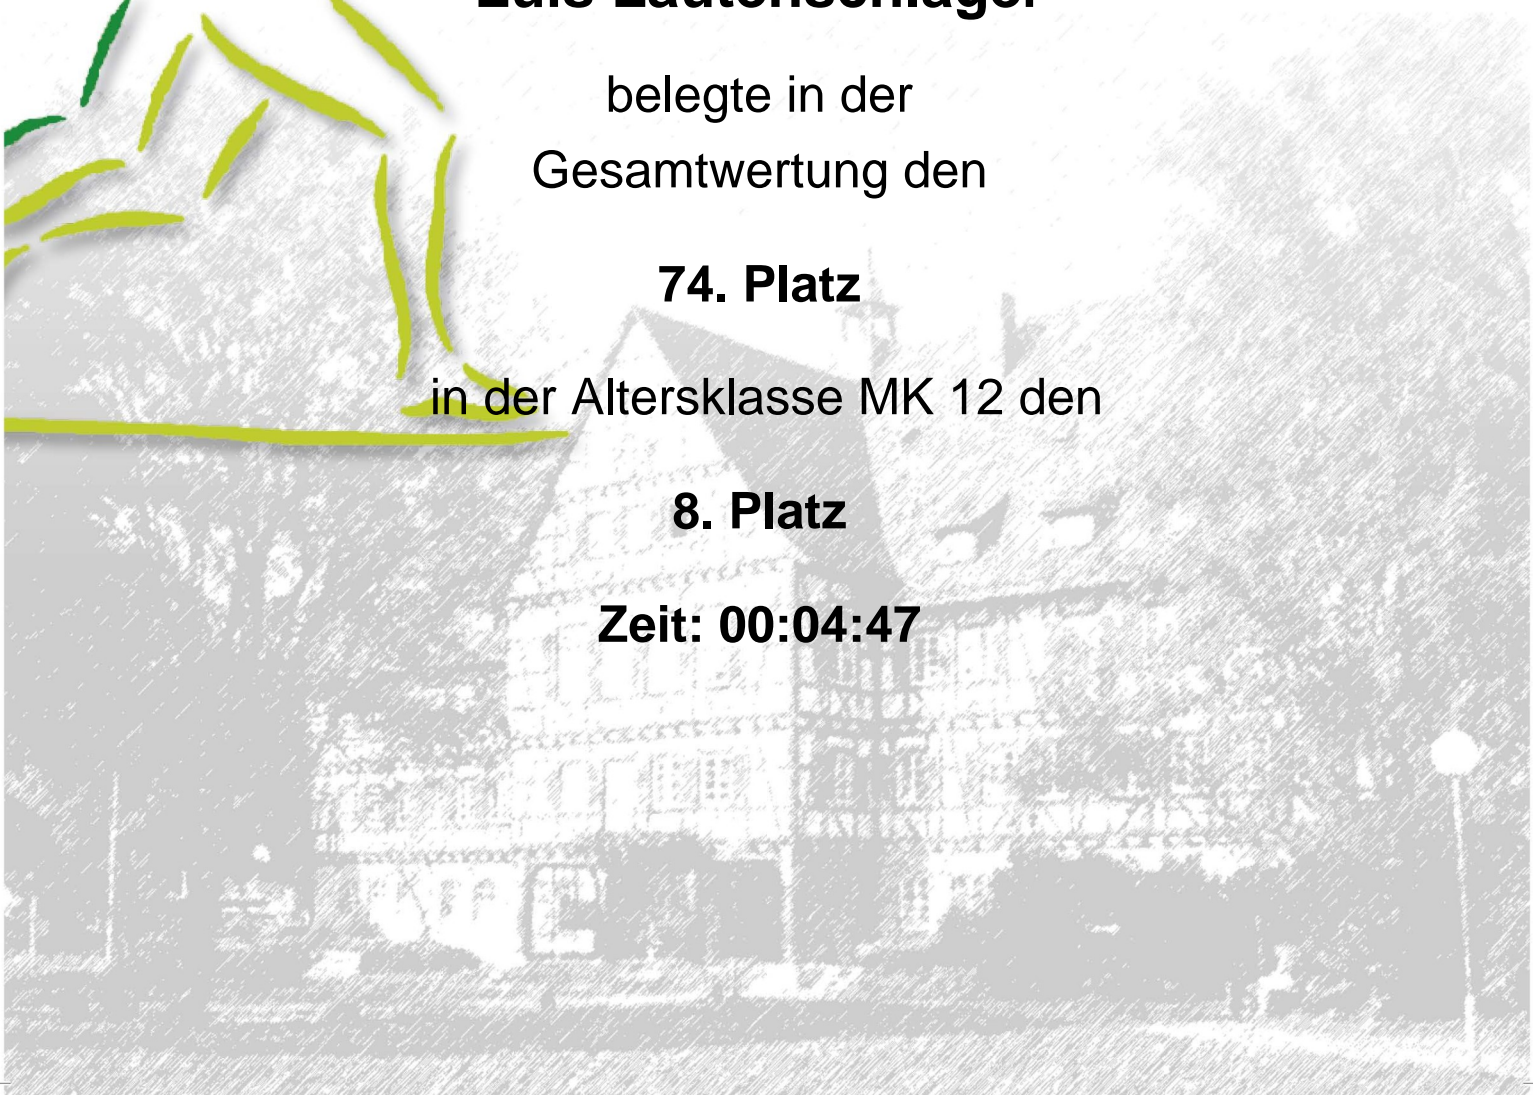 Luis
belegte in der
Gesamtwertung den
74. Platz
in der Altersklasse MK 12 den
8. Platz
Zeit: 00:04:47